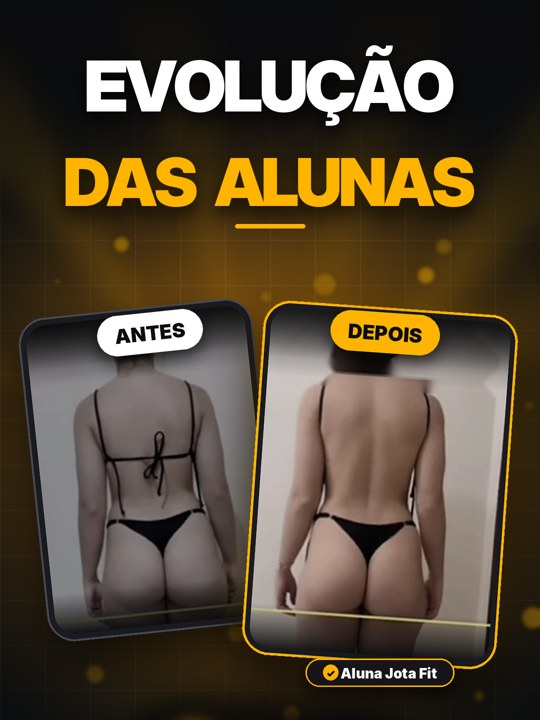 EVOLUÇÃO
DAS ALUNAS
ANTES
DEPOIS
Aluna Jota Fit